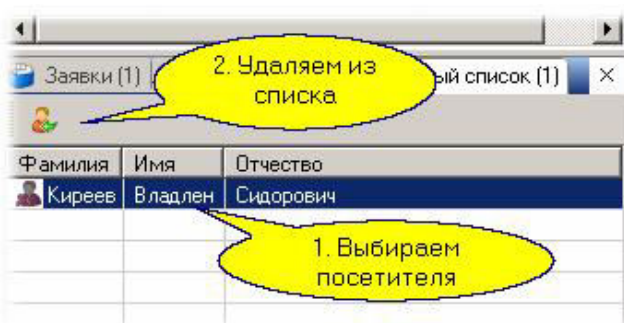 Заявки (1)
2. Удаляем из
списка
ый список (1)
Фамилия Имя Отчество
Киреев Владлен Сидорович
1. Выбираем
посетителя